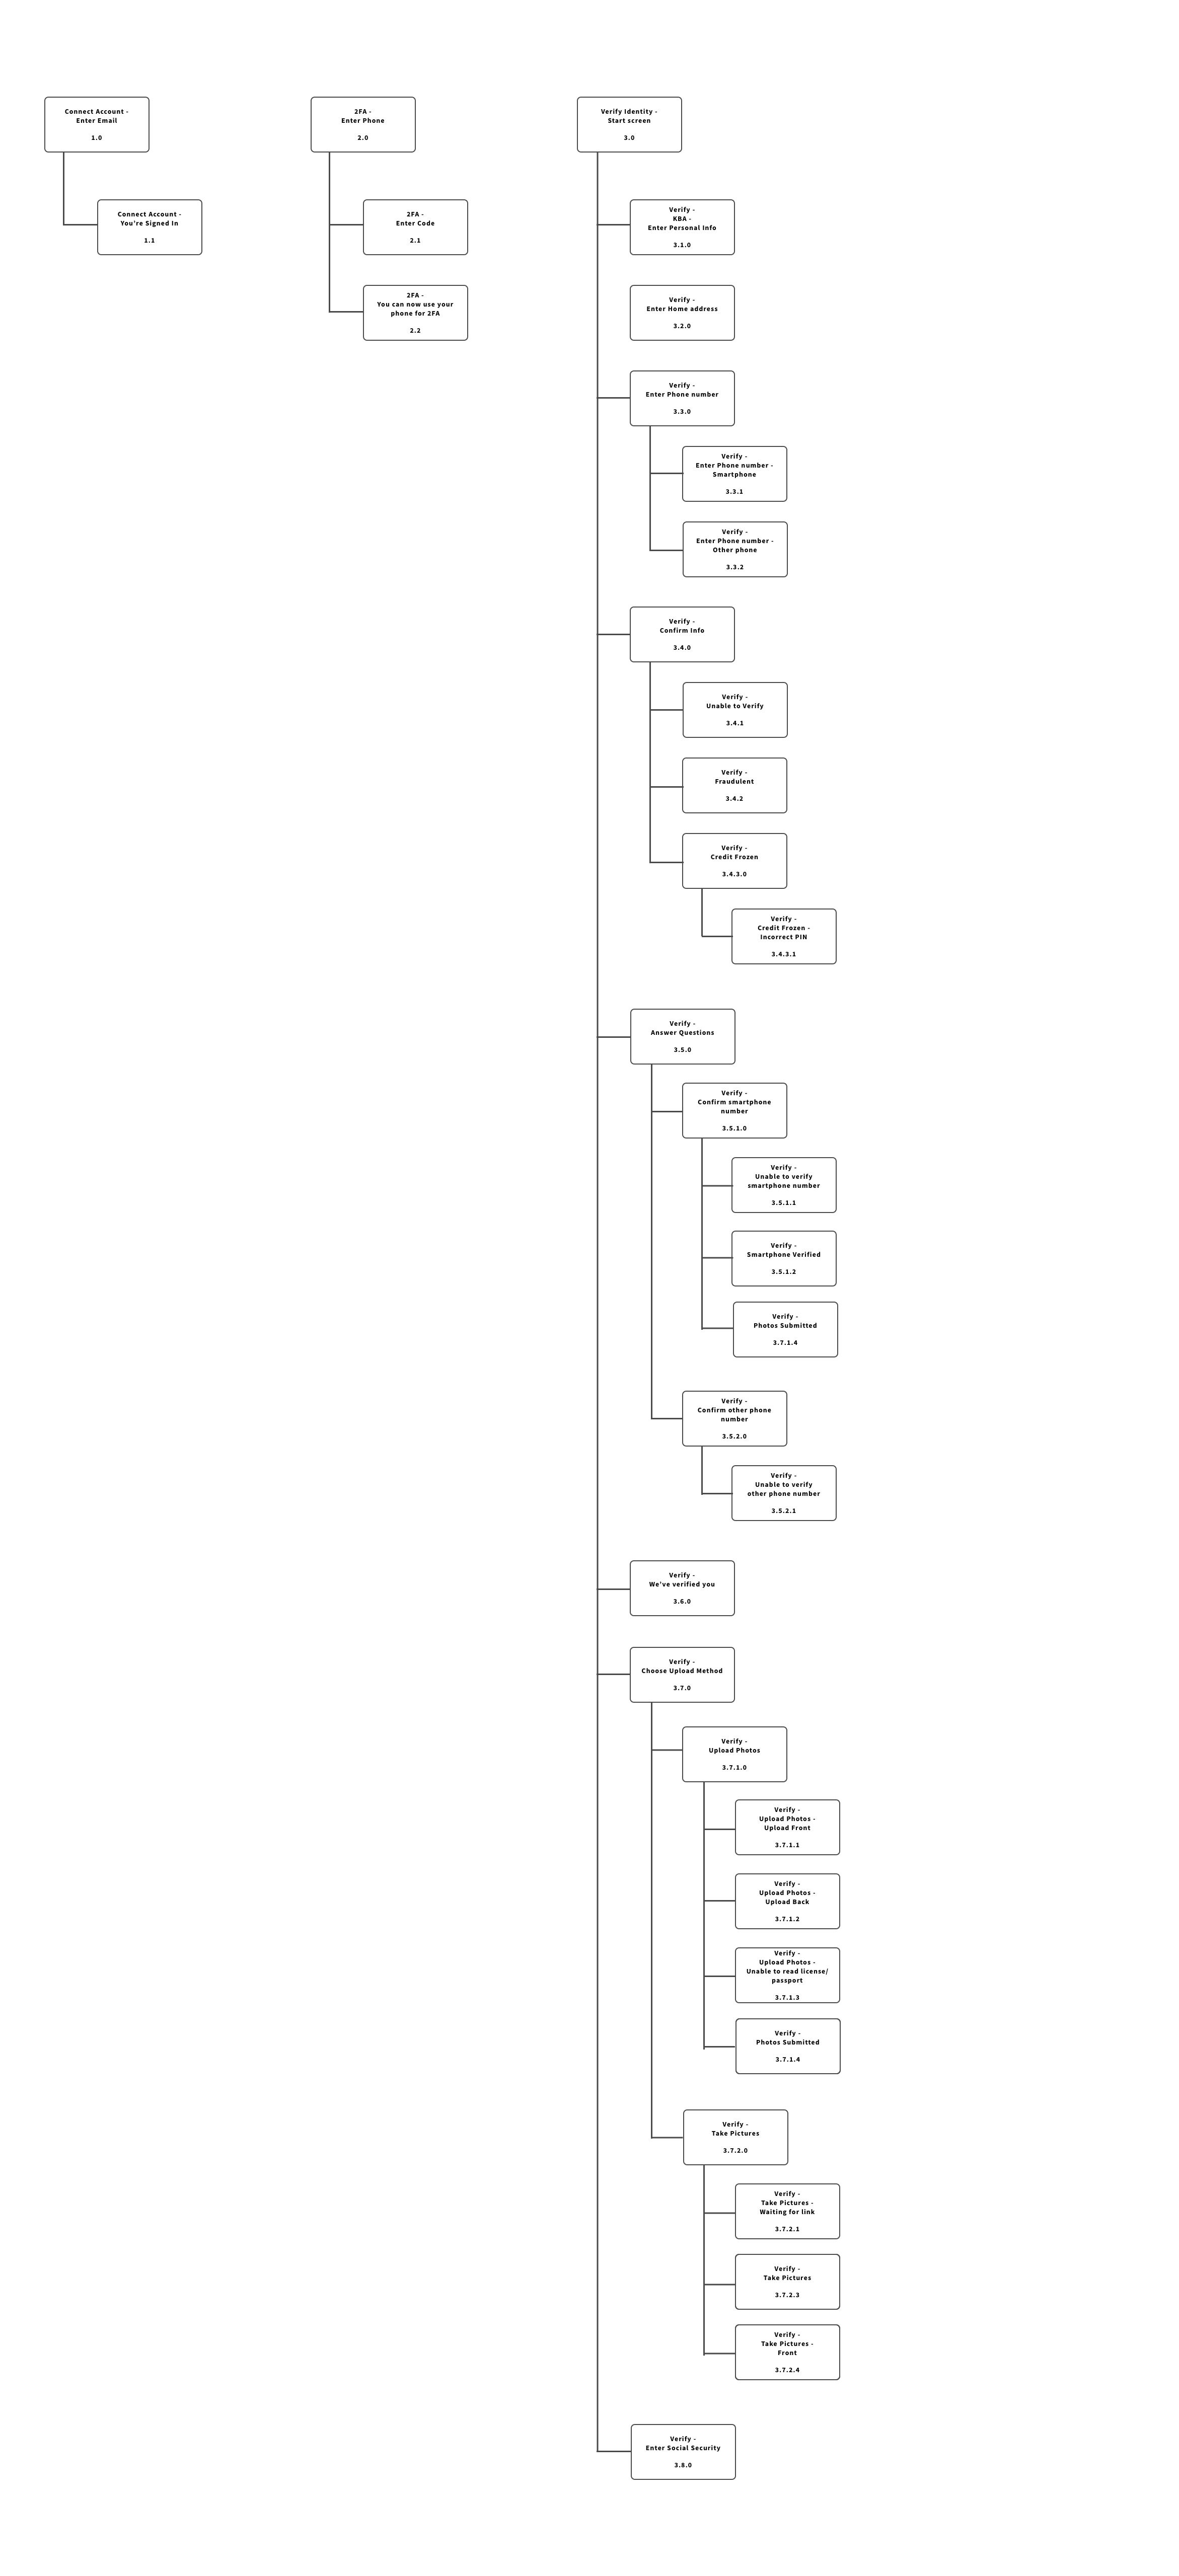 Connect Account -
Enter Email
1.0
Connect Account -
You're Signed In
1.1
2FA -
Enter Phone
2.0
2FA -
Enter Code
2.1
2FA -
You can now use your
phone for 2FA
2.2
Verify Identity -
Start screen
3.0
Verify -
KBA -
Enter Personal Info
3.1.0
Verify -
Enter Home address
3.2.0
Verify -
Enter Phone number
3.3.0
Verify -
Enter Phone number -
Smartphone
3.3.1
Verify -
Enter Phone number -
Other phone
3.3.2
Verify -
Confirm Info
3.4.0
Verify -
Unable to Verify
3.4.1
Verify -
Fraudulent
3.4.2
Verify -
Credit Frozen
3.4.3.0
Verify -
Credit Frozen -
Incorrect PIN
3.4.3.1
Verify -
Answer Questions
3.5.0
Verify -
Confirm smartphone
number
3.5.1.0
Verify -
Unable to verify
smartphone number
3.5.1.1
Verify -
Smartphone Verified
3.5.1.2
Verify -
Photos Submitted
3.7.1.4
Verify -
Confirm other phone
number
3.5.2.0
Verify -
Unable to verify
other phone number
3.5.2.1
Verify -
We've verified you
3.6.0
Verify -
Choose Upload Method
3.7.0
Verify -
Upload Photos
3.7.1.0
Verify -
Upload Photos -
Upload Front
3.7.1.1
Verify -
Upload Photos -
Upload Back
3.7.1.2
Verify -
Upload Photos -
Unable to read license/
passport
3.7.1.3
Verify -
Photos Submitted
3.7.1.4
Verify -
Take Pictures
3.7.2.0
Verify -
Take Pictures -
Waiting for link
3.7.2.1
Verify -
Take Pictures
3.7.2.3
Verify -
Take Pictures -
Front
3.7.2.4
Verify -
Enter Social Security
3.8.0